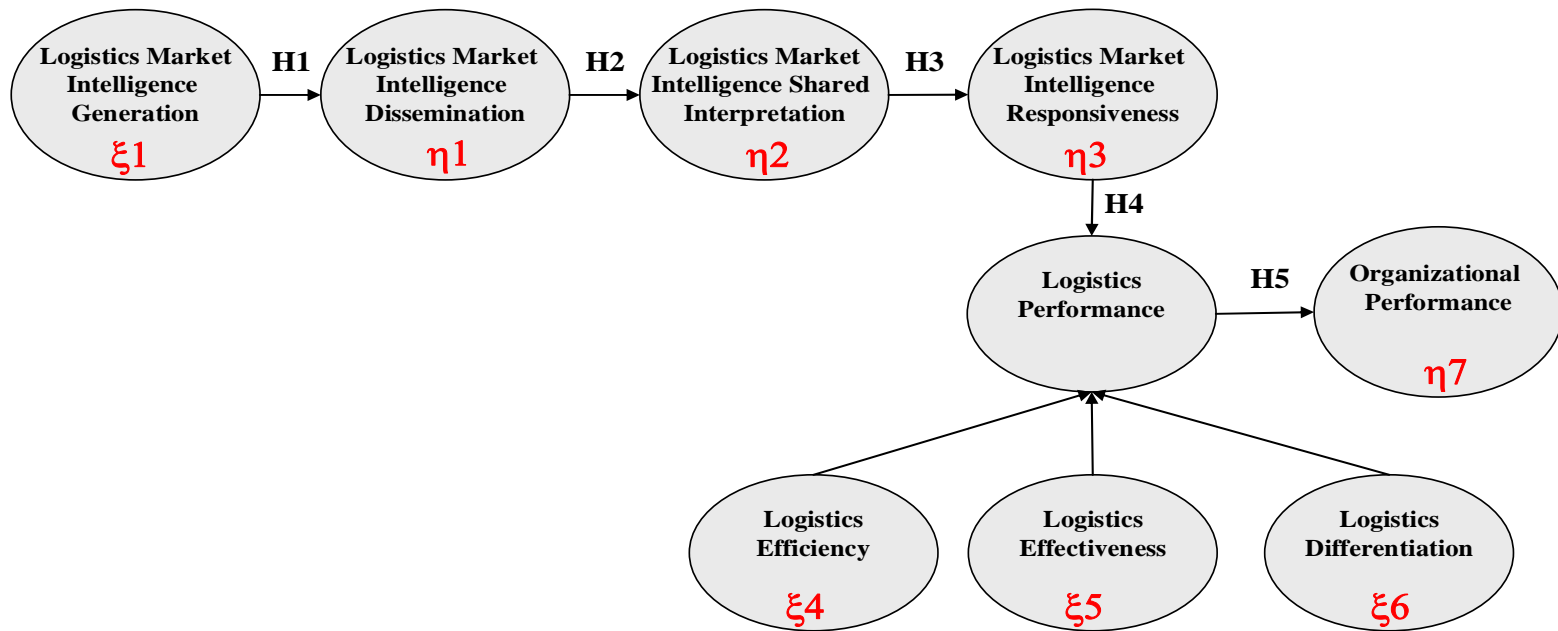 Logistics Market
Intelligence
Generation
ξ1
H1
Logistics Market
Intelligence
Dissemination
η1
H2
Logistics Market
Intelligence Shared
Interpretation
η2
H3
Logistics Market
Intelligence
Responsiveness
η3
H4
Logistics
Performance
H5
Organizational
Performance
η7
Logistics
Efficiency
ξ4
Logistics
Effectiveness
ξ5
Logistics
Differentiation
ξ6